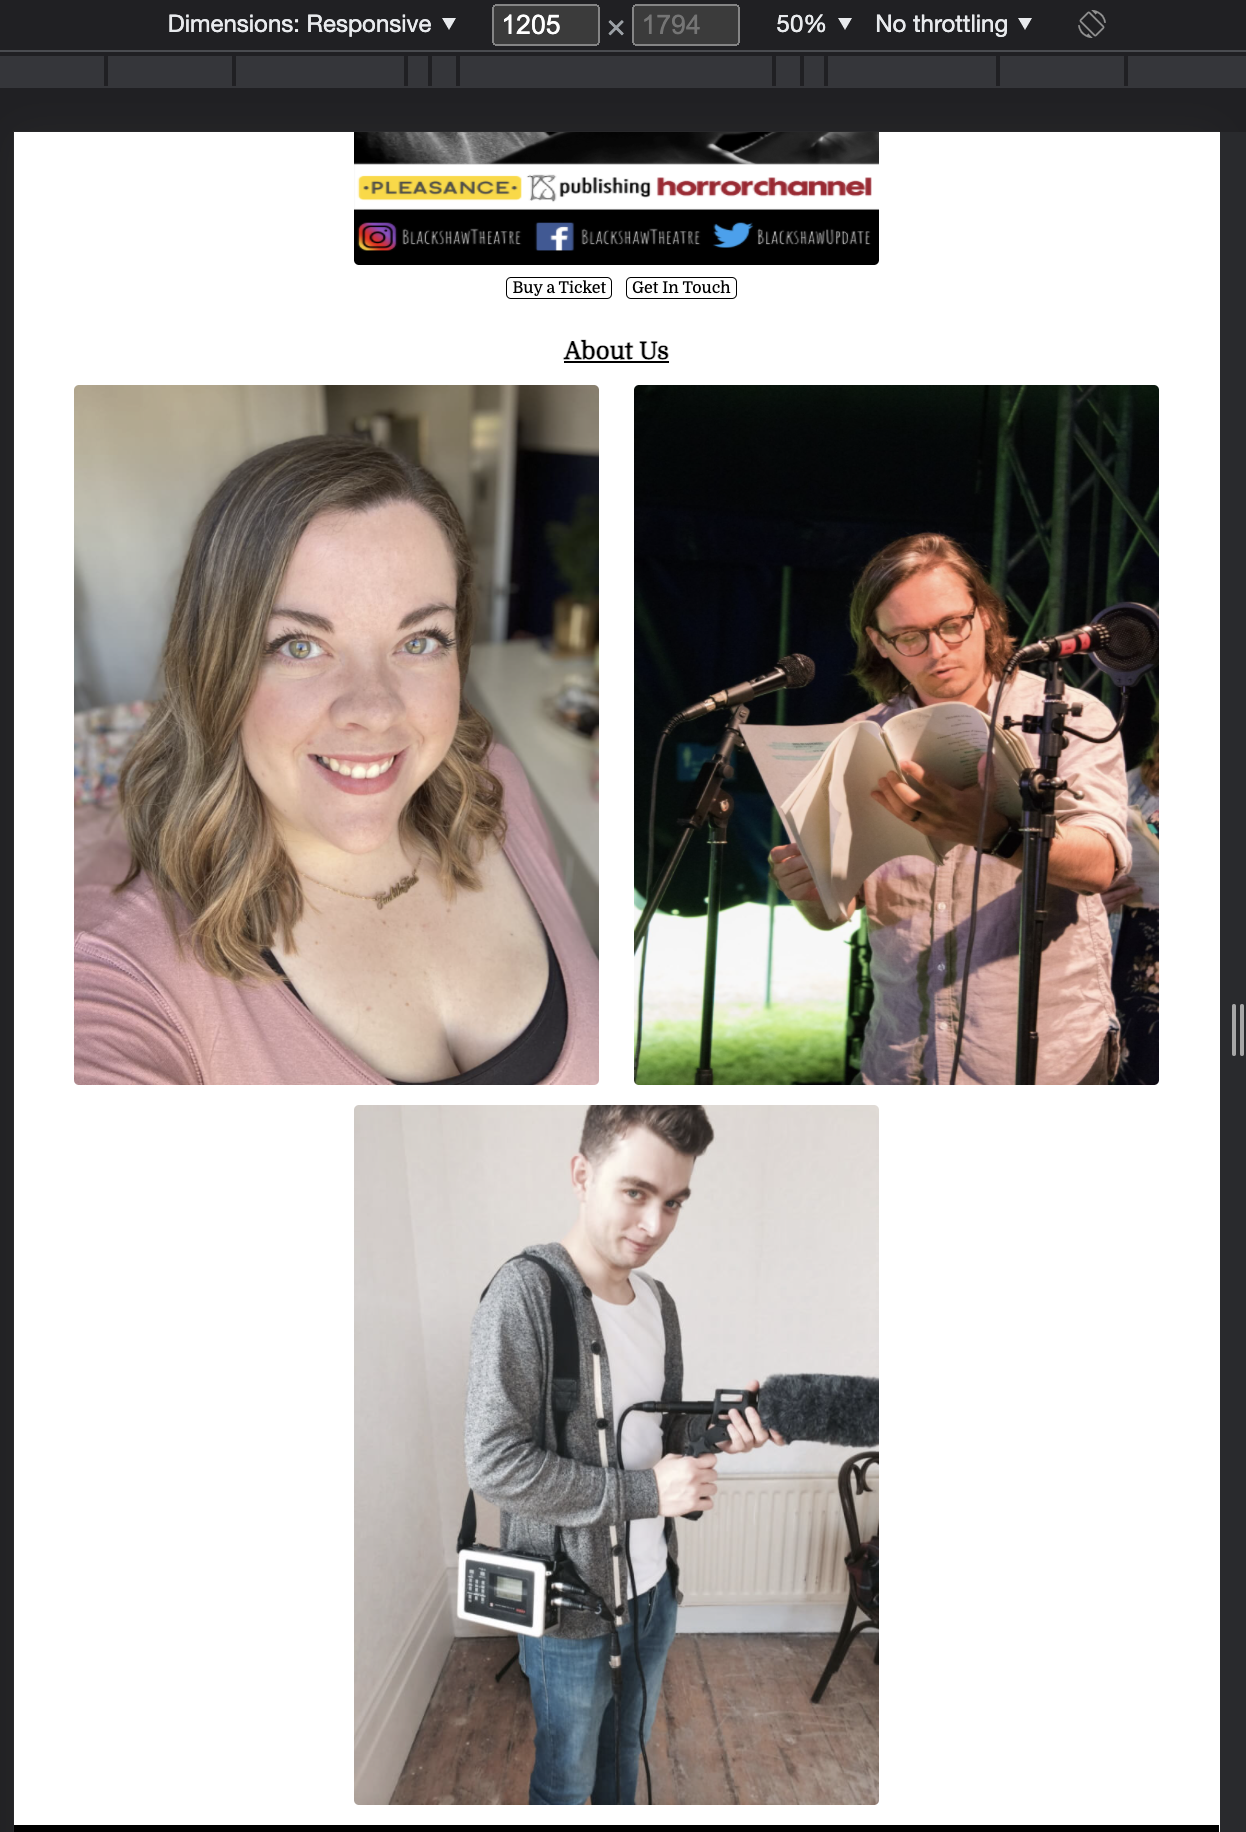 Dimensions: Responsive ▼ 1205 × 1794 50% ▼ No throttling ▼
·PLEASANCE· publishing horrorchannel
BLACKSHAWTHEATRE BLACKSHAWTHEATRE BLACKSHAWUPDATE
Buy a Ticket Get In Touch
About Us